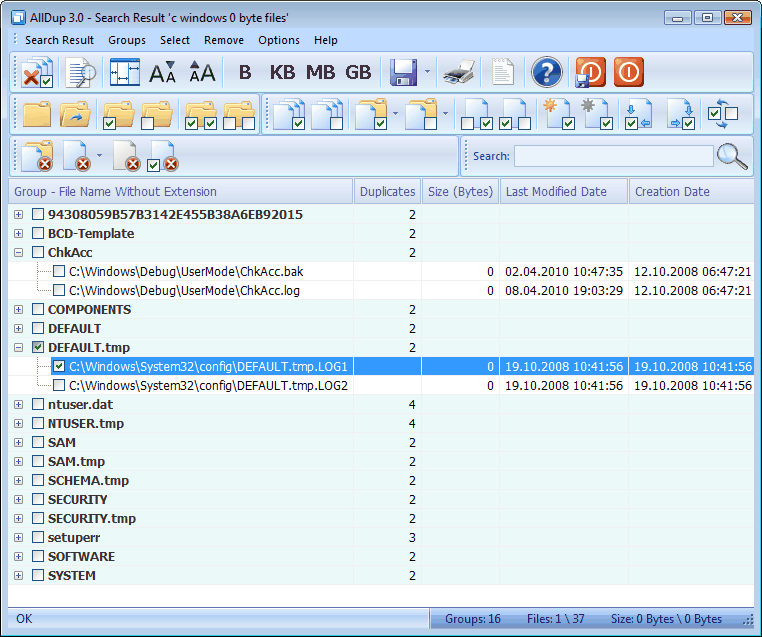 AllDup 3.0 - Search Result 'c windows 0 byte files'
Search Result Groups Select Remove Options Help
AA AA B KB MB GB
Search:
Group - File Name Without Extension Duplicates Size (Bytes) Last Modified Date Creation Date
94308059B57B3142E455B38A6EB92015 2
BCD-Template 2
ChkAcc 2
C:\Windows\Debug\UserMode\ChkAcc.bak 0 02.04.2010 10:47:35 12.10.2008 06:47:21
C:\Windows\Debug\UserMode\ChkAcc.log 0 08.04.2010 19:03:29 12.10.2008 06:47:21
COMPONENTS 2
DEFAULT 2
DEFAULT.tmp 2
C:\Windows\System32\config\DEFAULT.tmp.LOG1 0 19.10.2008 10:41:56 19.10.2008 10:41:56
C:\Windows\System32\config\DEFAULT.tmp.LOG2 0 19.10.2008 10:41:56 19.10.2008 10:41:56
ntuser.dat 4
NTUSER.tmp 4
SAM 2
SAM.tmp 2
SCHEMA.tmp 2
SECURITY 2
SECURITY.tmp 2
setuperr 3
SOFTWARE 2
SYSTEM 2
OK Groups: 16 Files: 1 \ 37 Size: 0 Bytes \ 0 Bytes